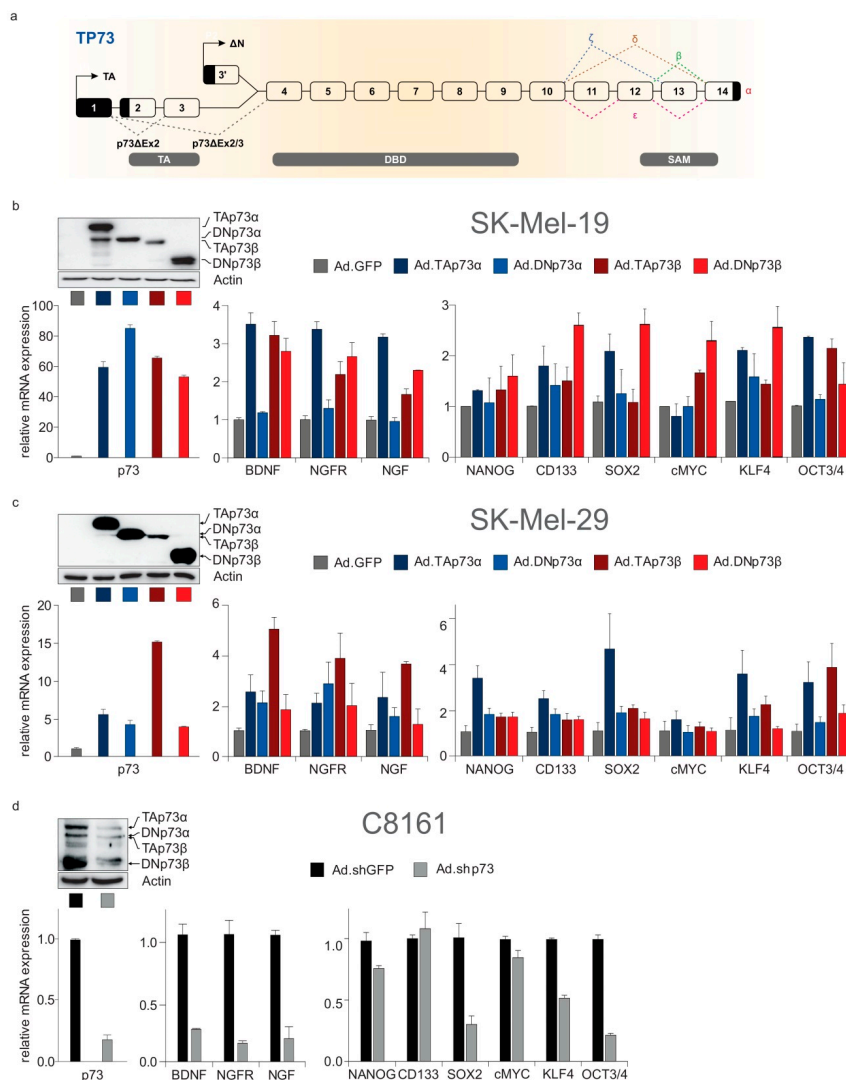 a
TP73
ΔN
TA
3'
1 2 3 4 5 6 7 8 9 10 11 12 13 14
ζ δ β
ε α
p73ΔEx2 p73ΔEx2/3
TA DBD SAM
b
SK-Mel-19
TAp73α
DNp73α
TAp73β
DNp73β
Actin
Ad.GFP Ad.TAp73α Ad.DNp73α Ad.TAp73β Ad.DNp73β
relative mRNA expression
100
80
60
40
20
0
p73
4
3
2
1
0
BDNF NGFR NGF
3
2
1
0
NANOG CD133 SOX2 cMYC KLF4 OCT3/4
c
SK-Mel-29
TAp73α
DNp73α
TAp73β
DNp73β
Actin
Ad.GFP Ad.TAp73α Ad.DNp73α Ad.TAp73β Ad.DNp73β
relative mRNA expression
20
15
10
5
0
p73
6
4
2
0
BDNF NGFR NGF
6
4
2
0
NANOG CD133 SOX2 cMYC KLF4 OCT3/4
d
C8161
TAp73α
DNp73α
TAp73β
DNp73β
Actin
Ad.shGFP Ad.shp73
relative mRNA expression
1.0
0.5
0
p73
1.0
0.5
0
BDNF NGFR NGF
1.0
0.5
0
NANOG CD133 SOX2 cMYC KLF4 OCT3/4